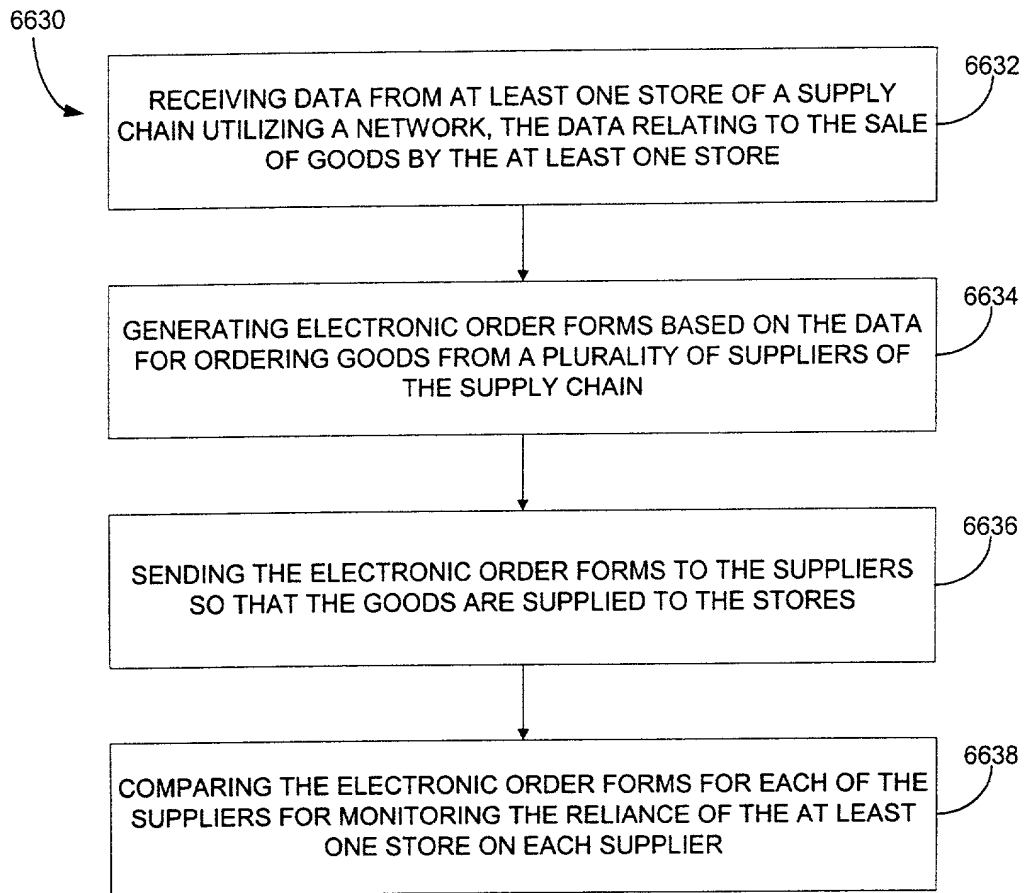 6630
6632
RECEIVING DATA FROM AT LEAST ONE STORE OF A SUPPLY
CHAIN UTILIZING A NETWORK, THE DATA RELATING TO THE SALE
OF GOODS BY THE AT LEAST ONE STORE
6634
GENERATING ELECTRONIC ORDER FORMS BASED ON THE DATA
FOR ORDERING GOODS FROM A PLURALITY OF SUPPLIERS OF
THE SUPPLY CHAIN
6636
SENDING THE ELECTRONIC ORDER FORMS TO THE SUPPLIERS
SO THAT THE GOODS ARE SUPPLIED TO THE STORES
6638
COMPARING THE ELECTRONIC ORDER FORMS FOR EACH OF THE
SUPPLIERS FOR MONITORING THE RELIANCE OF THE AT LEAST
ONE STORE ON EACH SUPPLIER